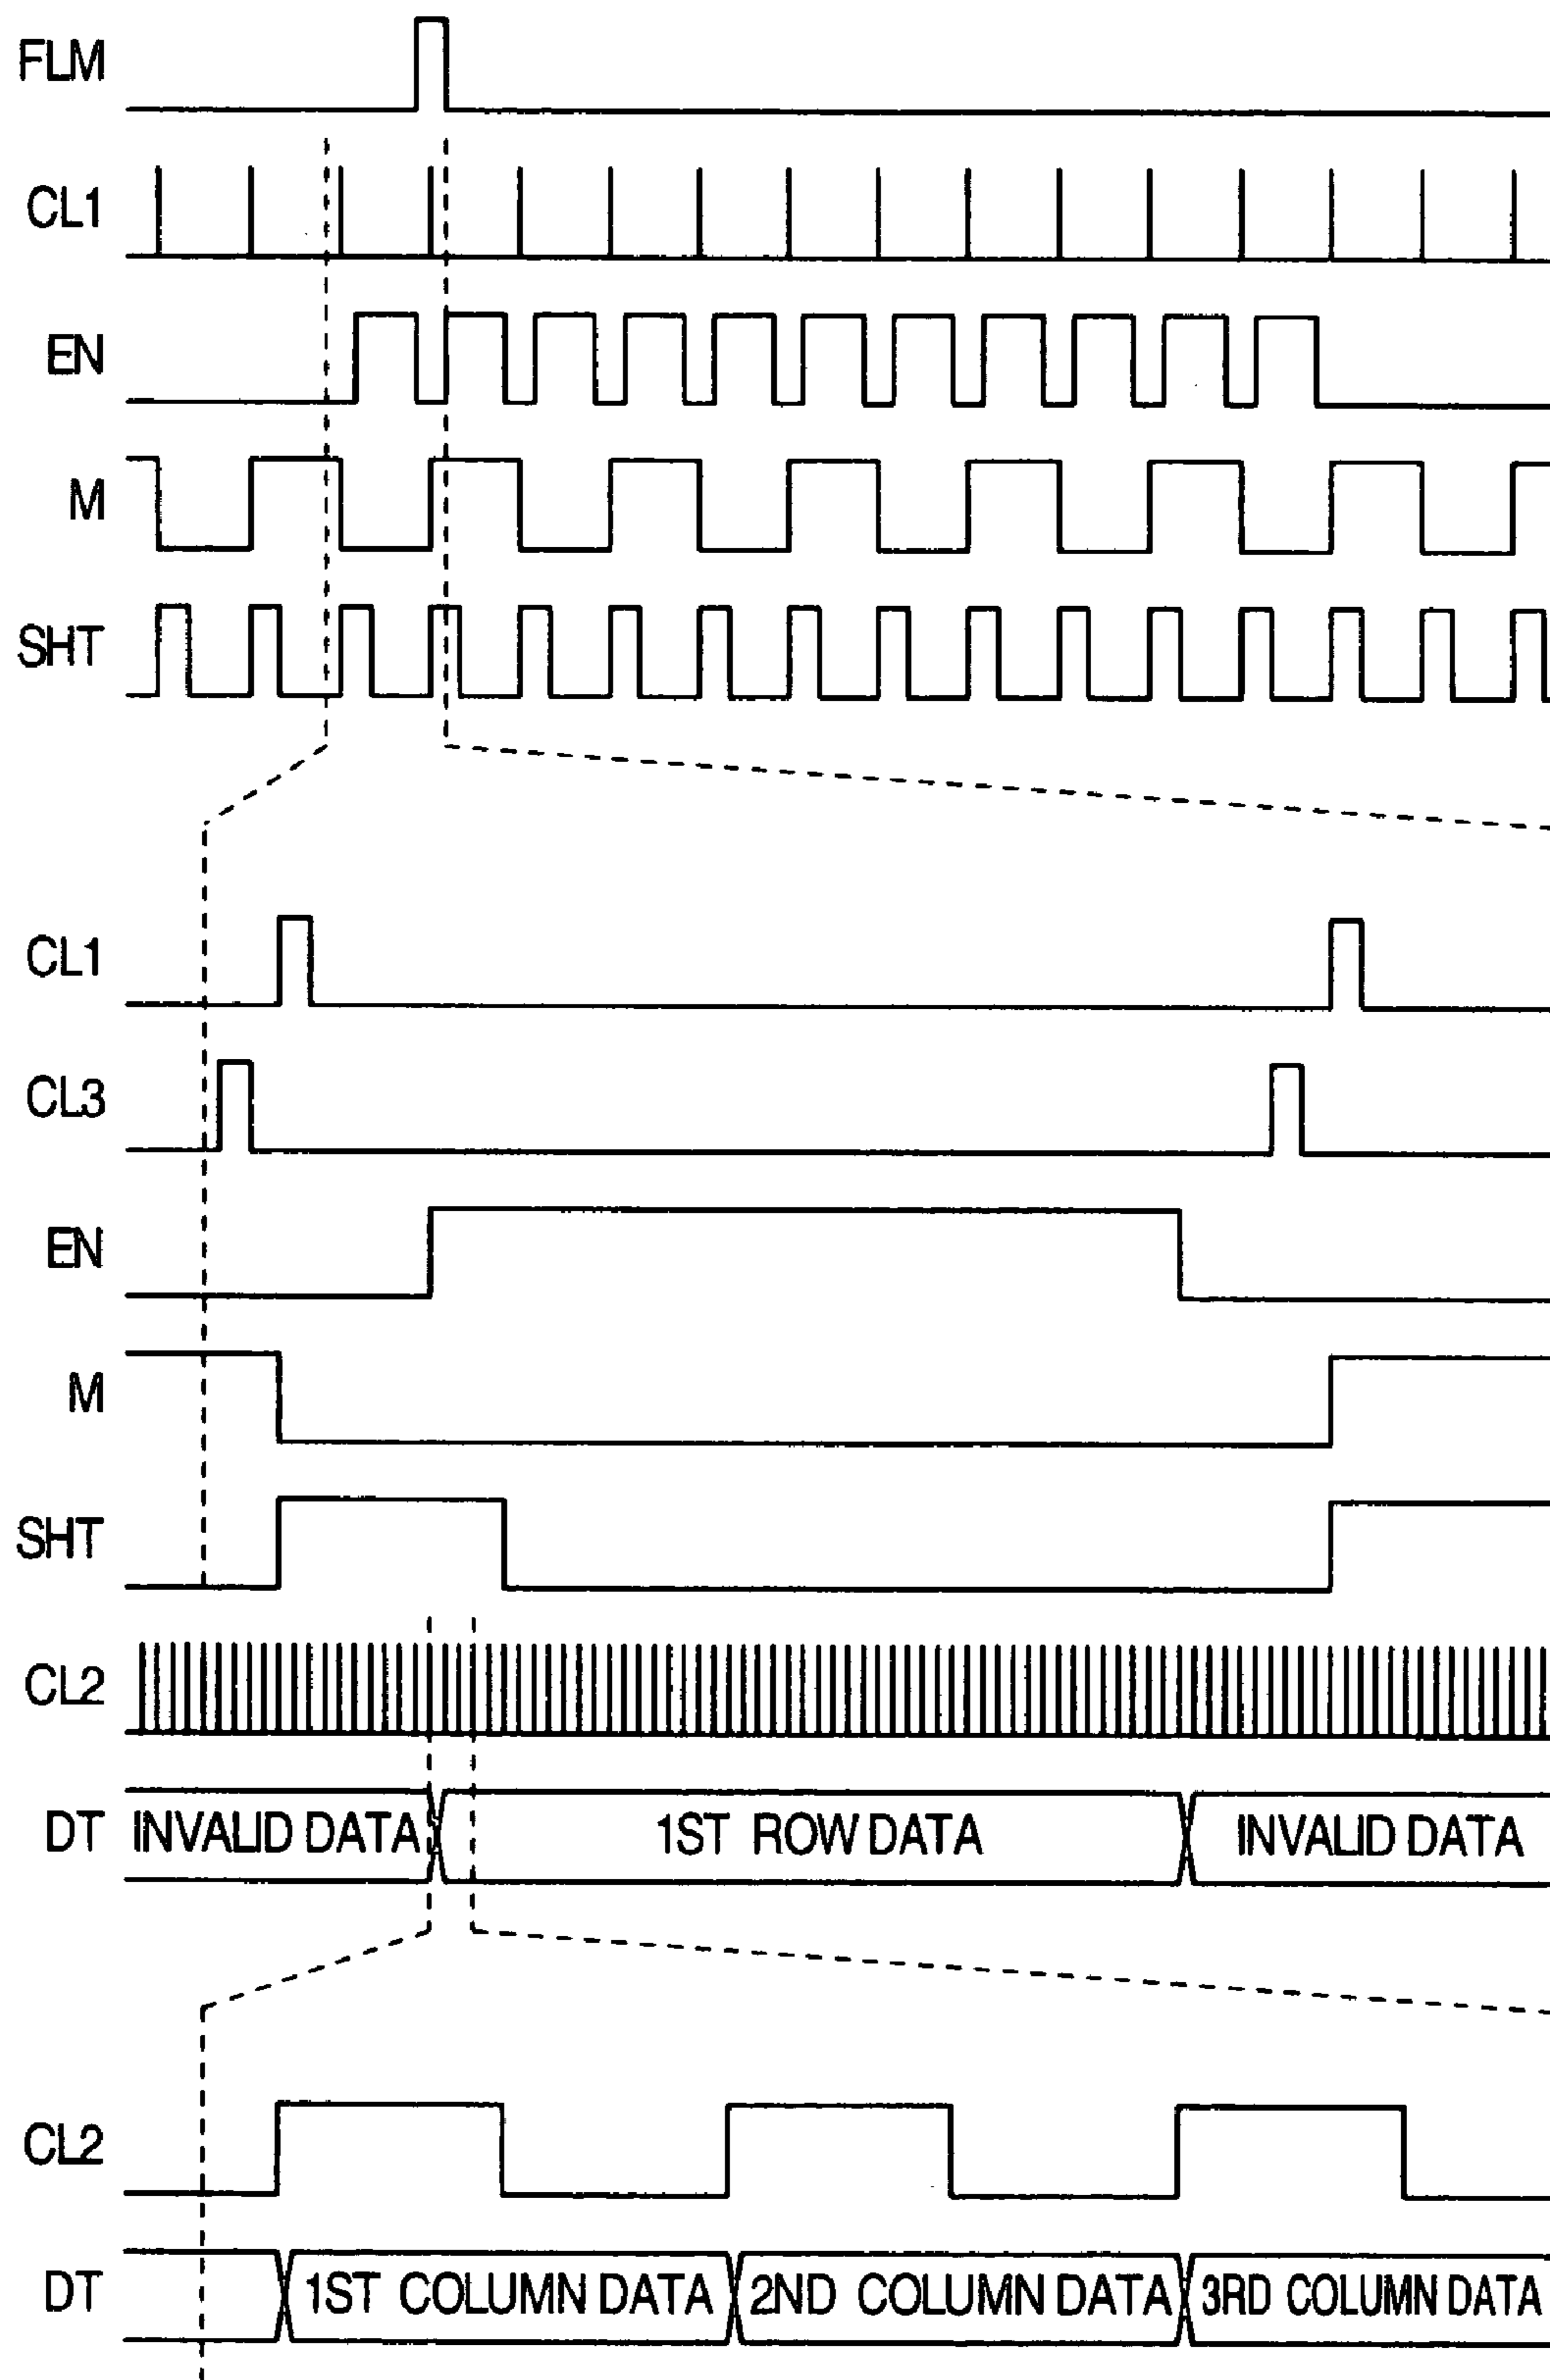 FLM
CL1
EN
M
SHT
CL1
CL3
EN
M
SHT
CL2
DT INVALID DATA 1ST ROW DATA INVALID DATA
CL2
DT 1ST COLUMN DATA 2ND COLUMN DATA 3RD COLUMN DATA